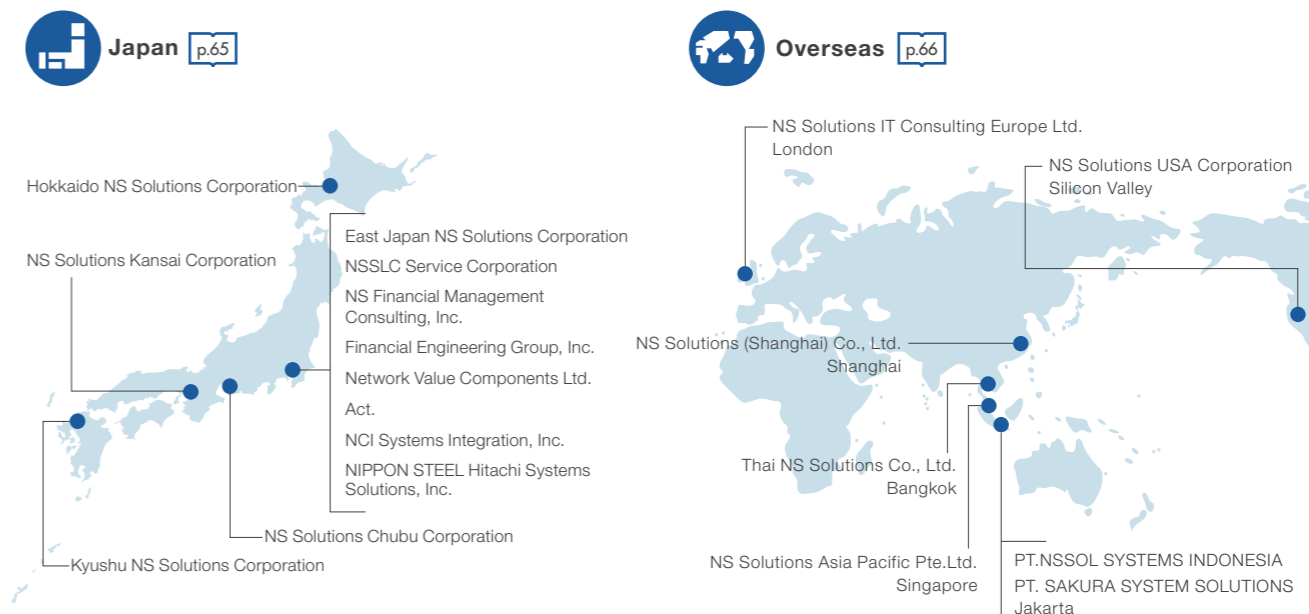 Japan p.65
Hokkaido NS Solutions Corporation
NS Solutions Kansai Corporation
East Japan NS Solutions Corporation
NSSLC Service Corporation
NS Financial Management
Consulting, Inc.
Financial Engineering Group, Inc.
Network Value Components Ltd.
Act.
NCI Systems Integration, Inc.
NIPPON STEEL Hitachi Systems
Solutions, Inc.
NS Solutions Chubu Corporation
Kyushu NS Solutions Corporation
Overseas p.66
NS Solutions IT Consulting Europe Ltd.
London
NS Solutions USA Corporation
Silicon Valley
NS Solutions (Shanghai) Co., Ltd.
Shanghai
Thai NS Solutions Co., Ltd.
Bangkok
NS Solutions Asia Pacific Pte.Ltd.
Singapore
PT.NSSOL SYSTEMS INDONESIA
PT. SAKURA SYSTEM SOLUTIONS
Jakarta